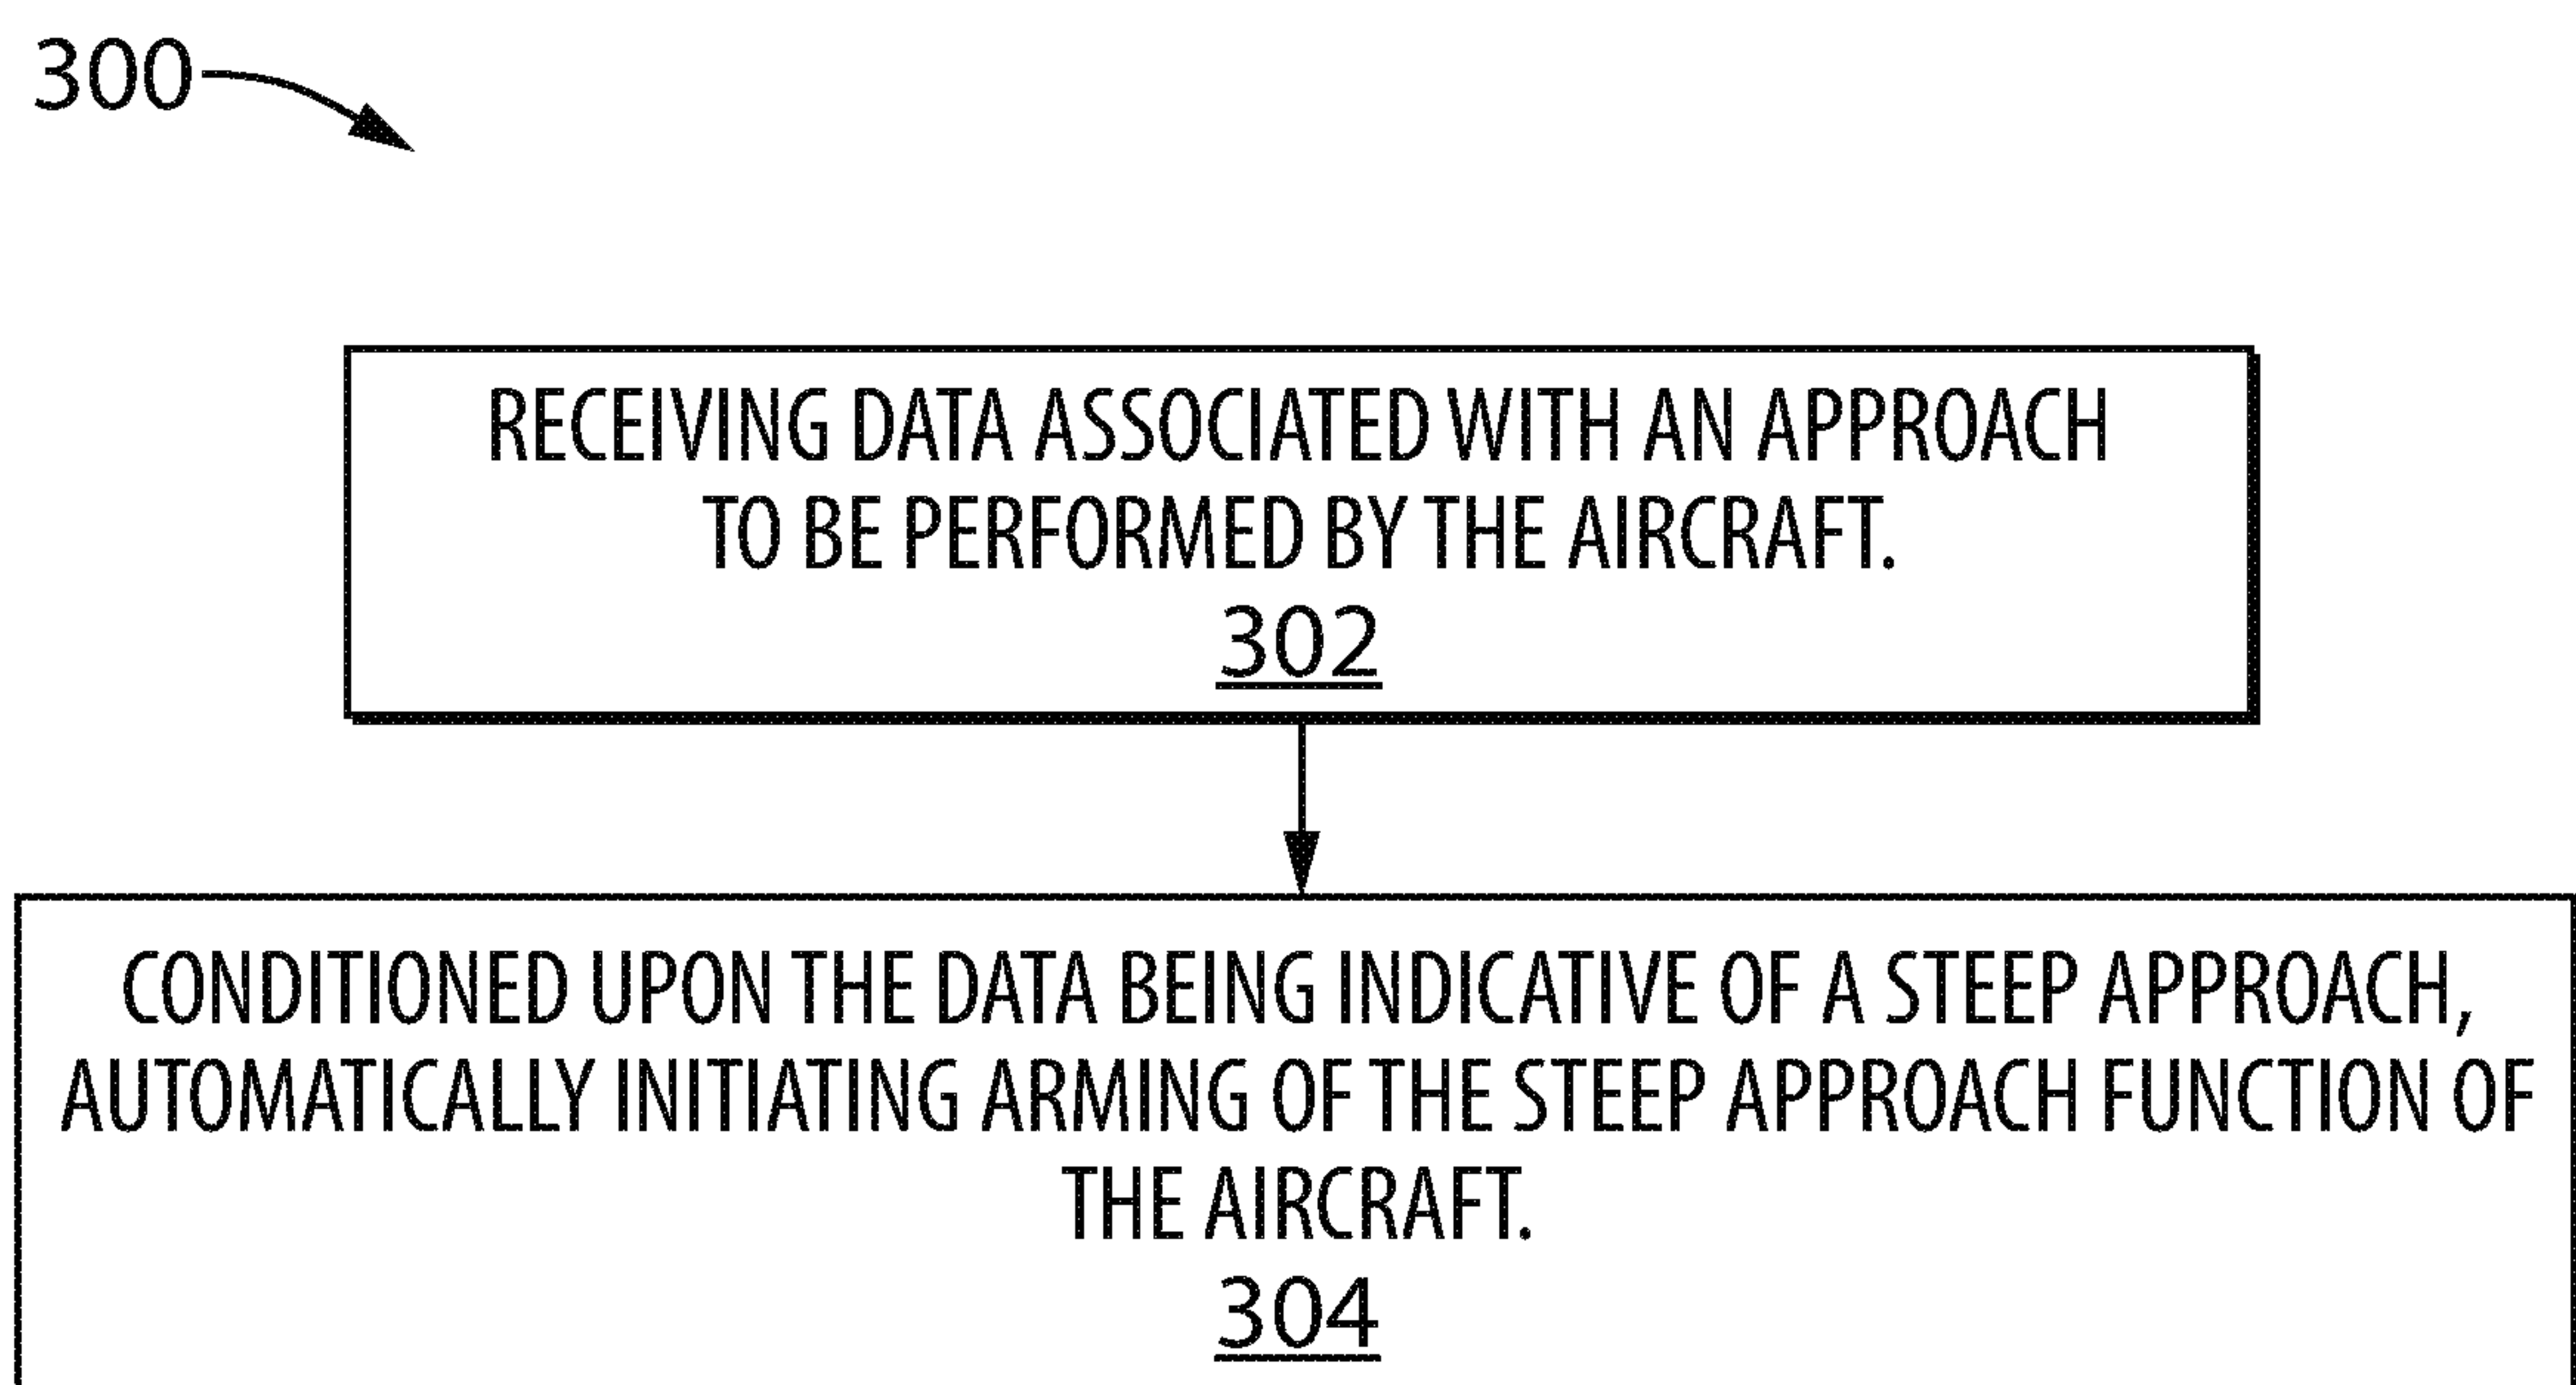 300
RECEIVING DATA ASSOCIATED WITH AN APPROACH
TO BE PERFORMED BY THE AIRCRAFT.
302
CONDITIONED UPON THE DATA BEING INDICATIVE OF A STEEP APPROACH,
AUTOMATICALLY INITIATING ARMING OF THE STEEP APPROACH FUNCTION OF
THE AIRCRAFT.
304